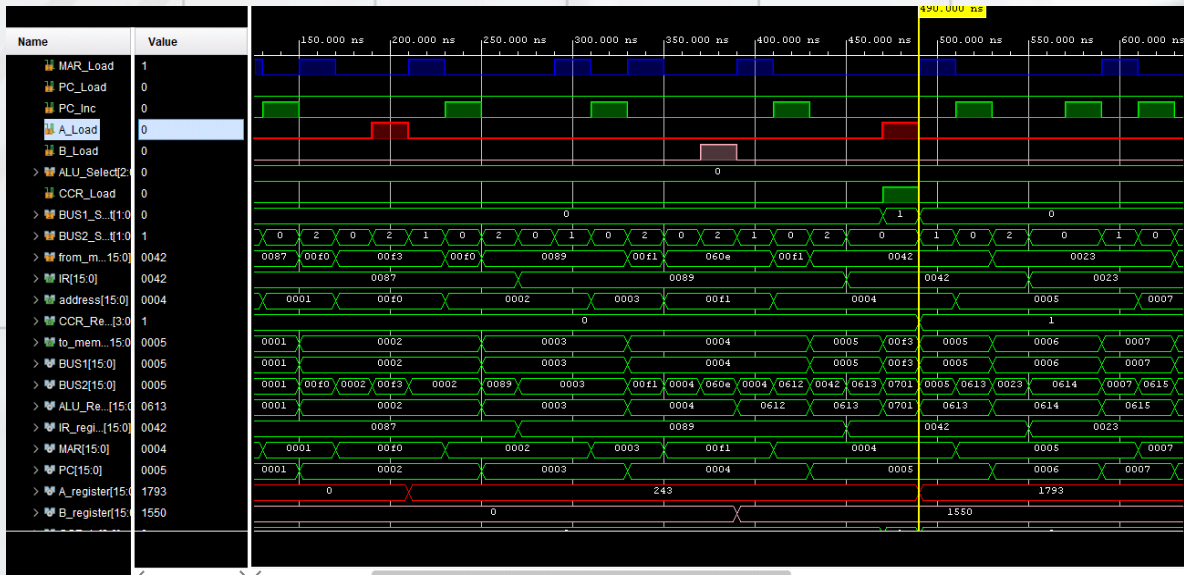 490.000 ns
Name Value
150.000 ns 200.000 ns 250.000 ns 300.000 ns 350.000 ns 400.000 ns 450.000 ns 500.000 ns 550.000 ns 600.000 ns
MAR_Load 1
PC_Load 0
PC_Inc 0
A_Load 0
B_Load 0
ALU_Select[2: 0 0
CCR_Load 0
BUS1_S...t[1:0 0 0 1 0
BUS2_S...t[1:0 1 0 2 0 2 1 0 2 0 1 0 2 0 2 1 0 2 0 1 0 2 0 1 0
from_m...15:0] 0042 0087 00f0 00f3 00f0 0089 00f1 060e 00f1 0042 0023
IR[15:0] 0042 0087 0089 0042 0023
address[15:0] 0004 0001 00f0 0002 0003 00f1 0004 0005 0007
CCR_Re...[3:0 1 0 1
to_mem...15:0 0005 0001 0002 0003 0004 0005 00f3 0005 0006 0007
BUS1[15:0] 0005 0001 0002 0003 0004 0005 00f3 0005 0006 0007
BUS2[15:0] 0005 0001 00f0 0002 00f3 0002 0089 0003 00f1 0004 060e 0004 0612 0042 0613 0701 0005 0613 0023 0614 0007 0615
ALU_Re...[15:0 0613 0001 0002 0003 0004 0612 0613 0701 0613 0614 0615
IR_regi...[15:0] 0042 0087 0089 0042 0023
MAR[15:0] 0004 0001 00f0 0002 0003 00f1 0004 0005 0007
PC[15:0] 0005 0001 0002 0003 0004 0005 0006 0007
A_register[15:0 1793 0 243 1793
B_register[15:0 1550 0 1550